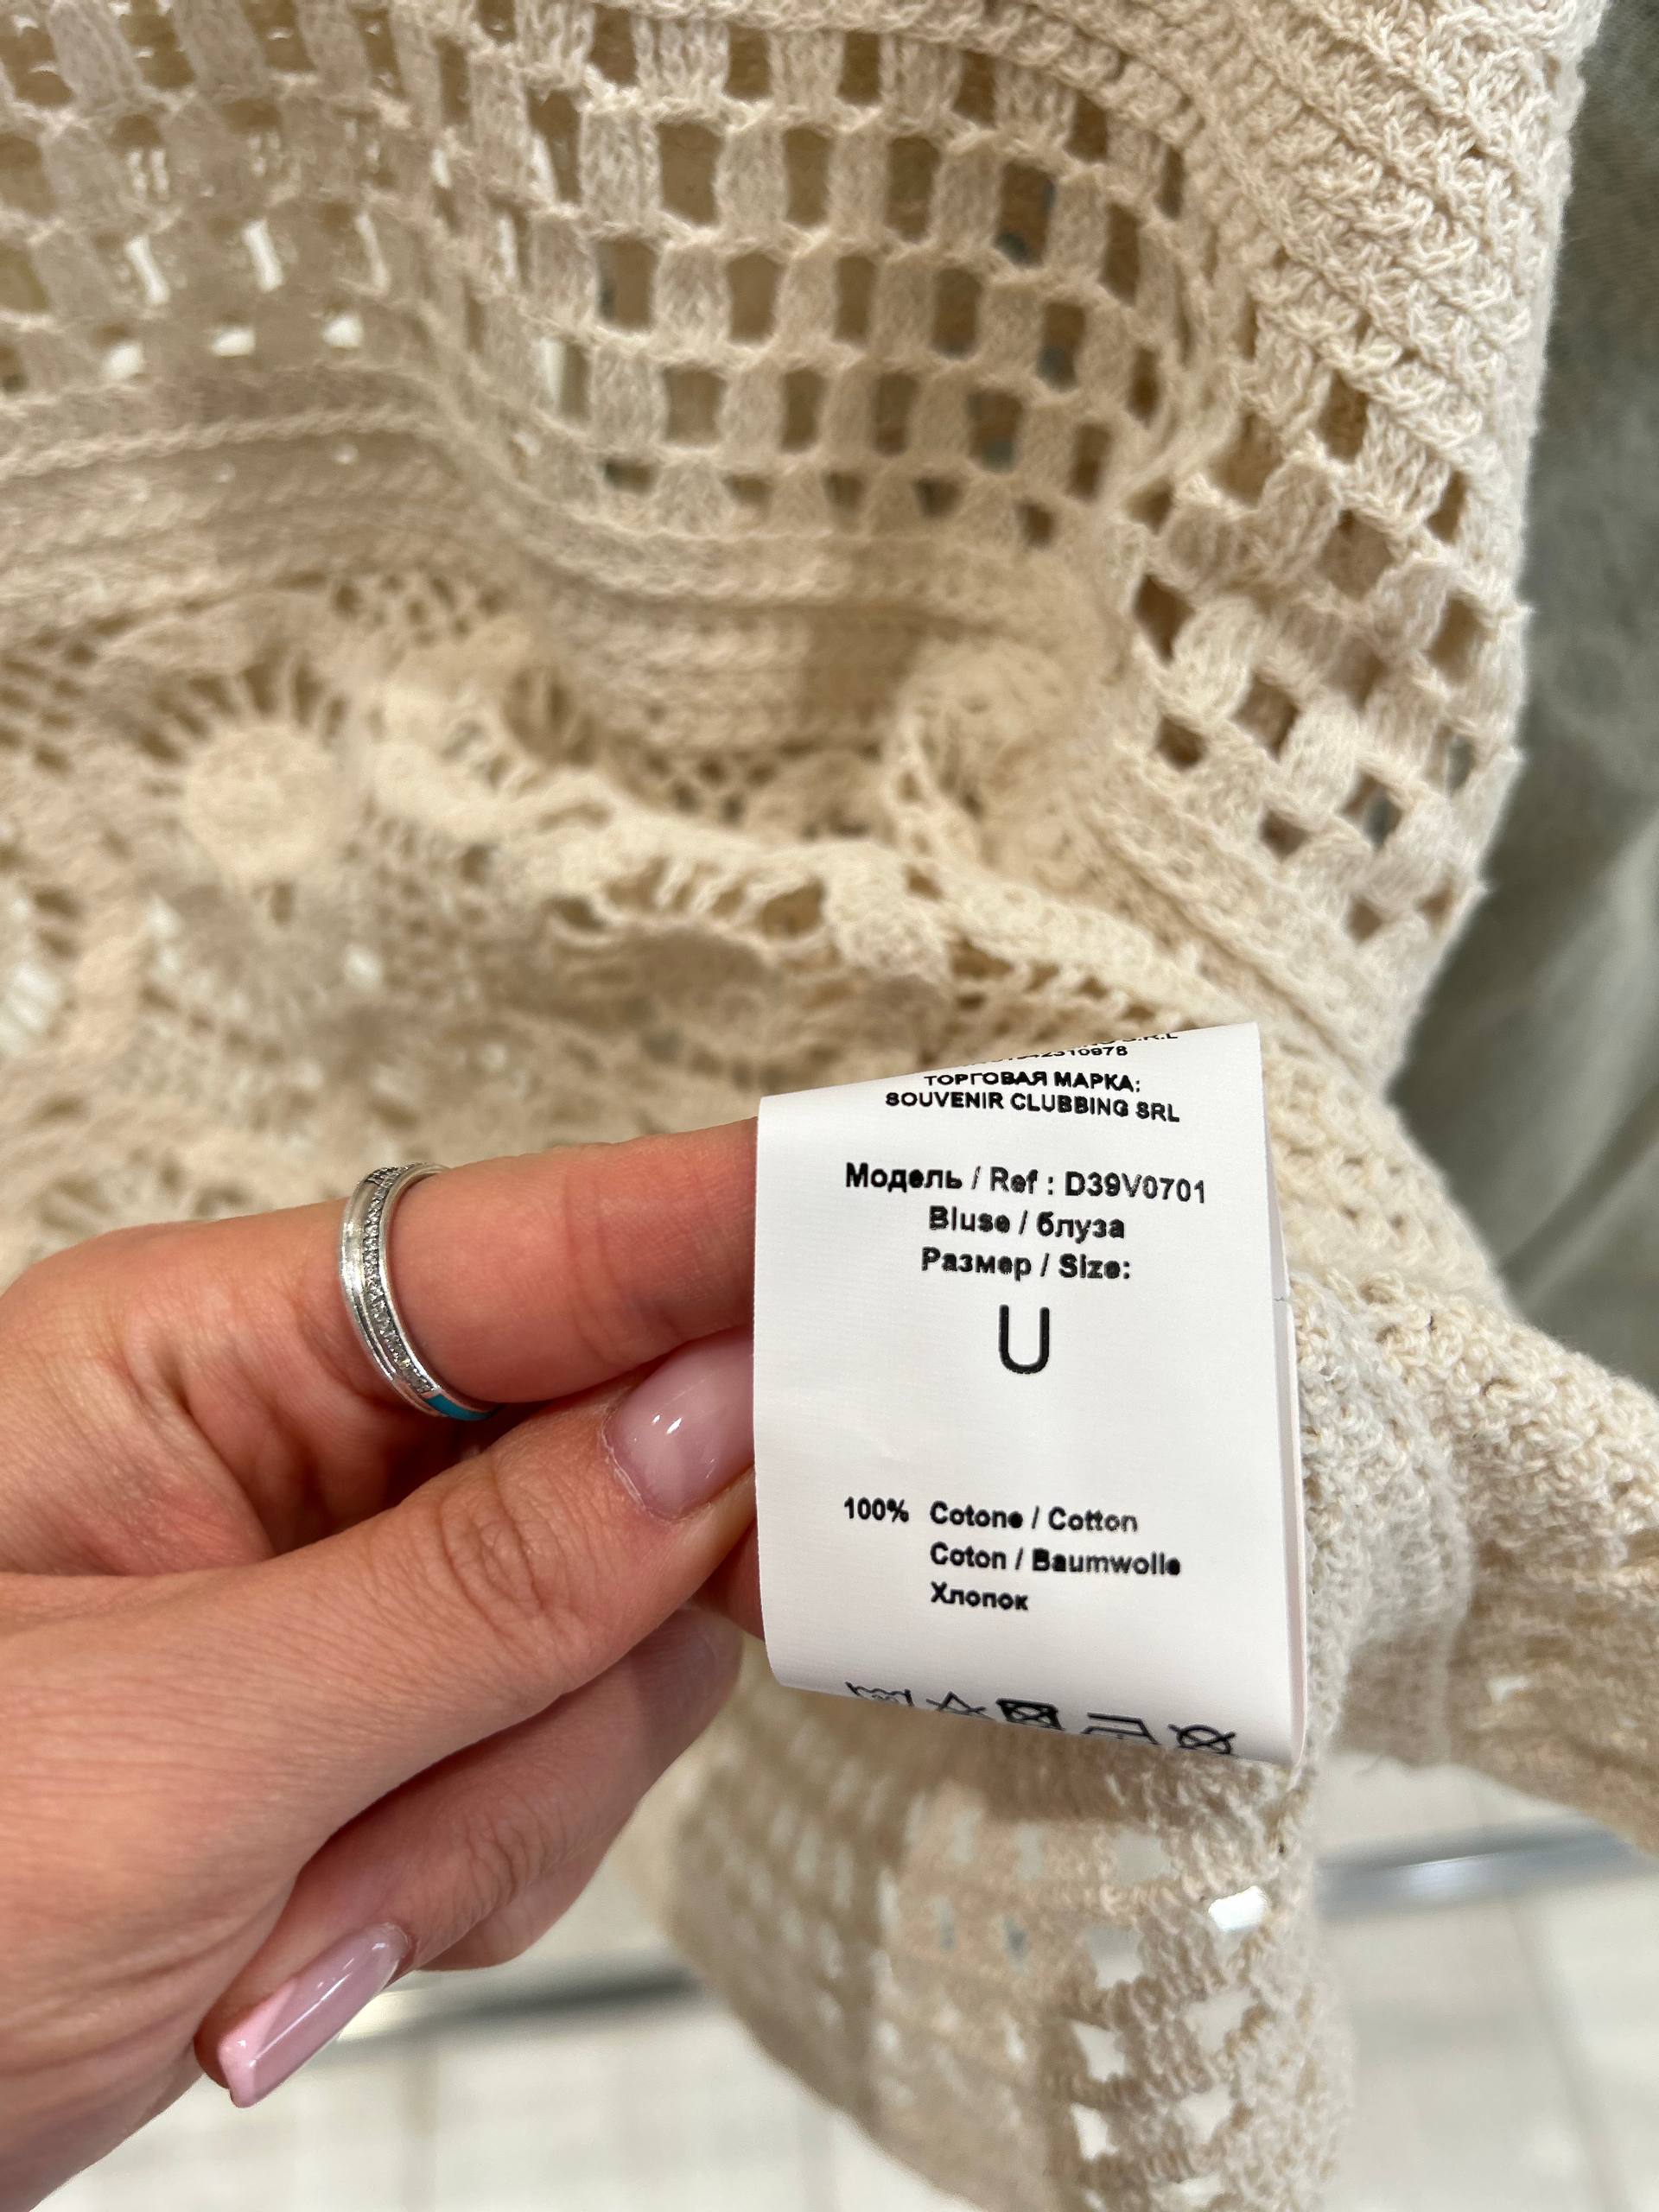 ТОРГОВАЯ МАРКА:
SOUVENIR CLUBBING SRL
Модель / Ref : D39V0701
Bluse / блуза
Размер / Size:
U
100% Cotone / Cotton
Coton / Baumwolle
Хлопок